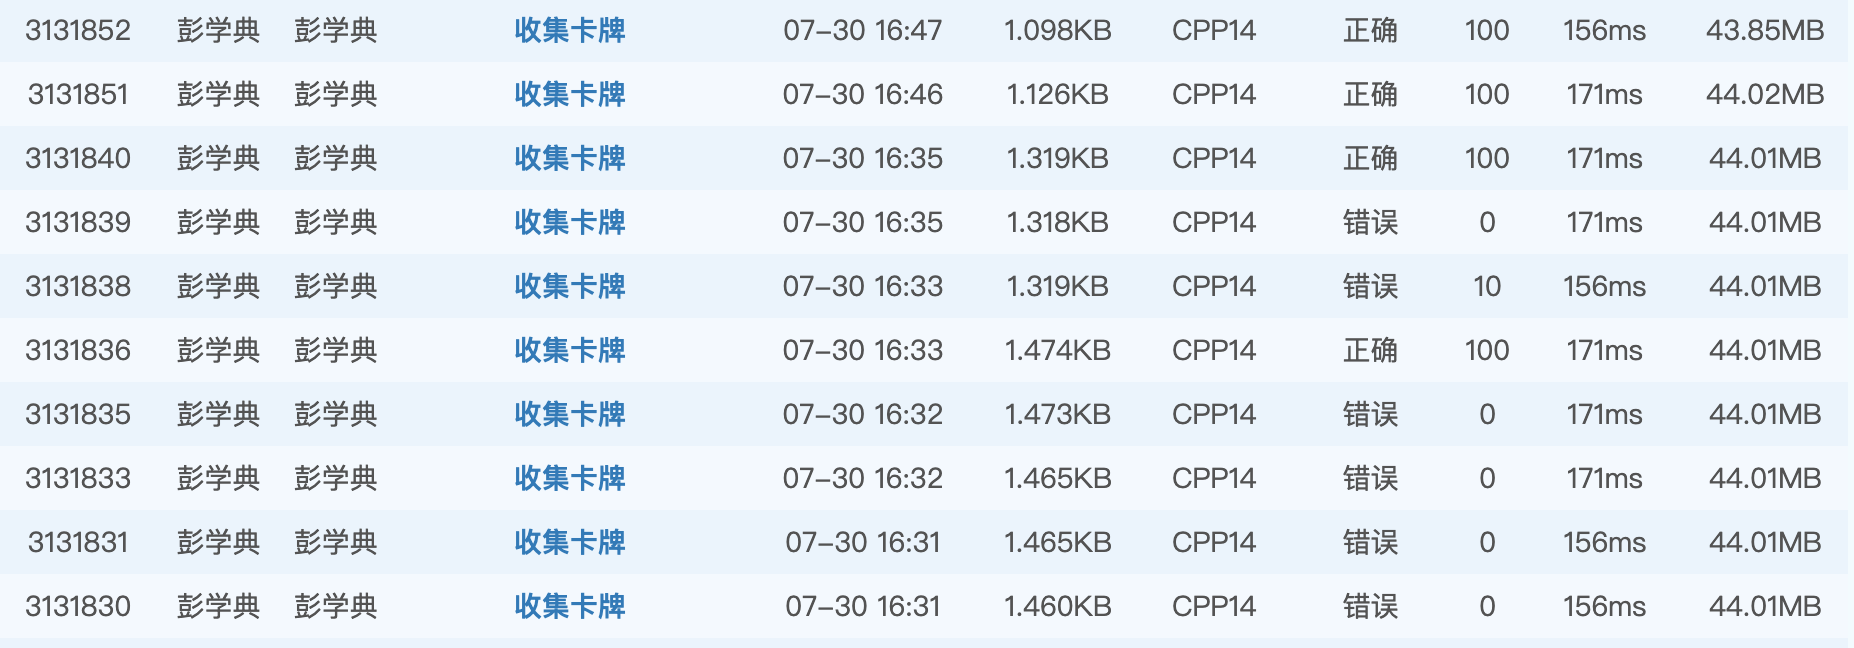 3131852 彭学典 彭学典 收集卡牌 07-30 16:47 1.098KB CPP14 正确 100 156ms 43.85MB
3131851 彭学典 彭学典 收集卡牌 07-30 16:46 1.126KB CPP14 正确 100 171ms 44.02MB
3131840 彭学典 彭学典 收集卡牌 07-30 16:35 1.319KB CPP14 正确 100 171ms 44.01MB
3131839 彭学典 彭学典 收集卡牌 07-30 16:35 1.318KB CPP14 错误 0 171ms 44.01MB
3131838 彭学典 彭学典 收集卡牌 07-30 16:33 1.319KB CPP14 错误 10 156ms 44.01MB
3131836 彭学典 彭学典 收集卡牌 07-30 16:33 1.474KB CPP14 正确 100 171ms 44.01MB
3131835 彭学典 彭学典 收集卡牌 07-30 16:32 1.473KB CPP14 错误 0 171ms 44.01MB
3131833 彭学典 彭学典 收集卡牌 07-30 16:32 1.465KB CPP14 错误 0 171ms 44.01MB
3131831 彭学典 彭学典 收集卡牌 07-30 16:31 1.465KB CPP14 错误 0 156ms 44.01MB
3131830 彭学典 彭学典 收集卡牌 07-30 16:31 1.460KB CPP14 错误 0 156ms 44.01MB